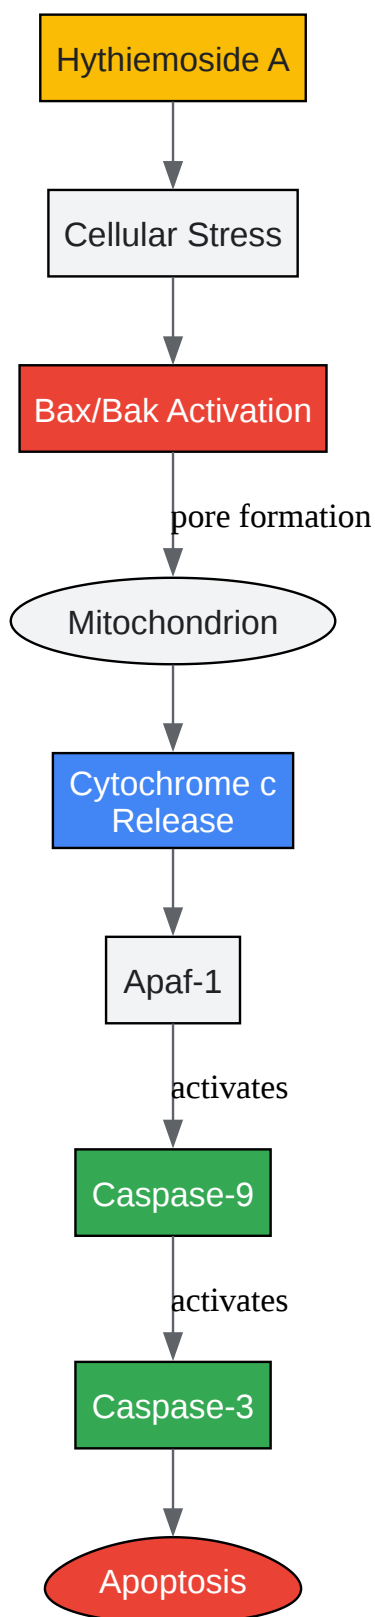 Hythiemoside A
Cellular Stress
Bax/Bak Activation
pore formation
Mitochondrion
Cytochrome c
Release
Apaf-1
activates
Caspase-9
activates
Caspase-3
Apoptosis